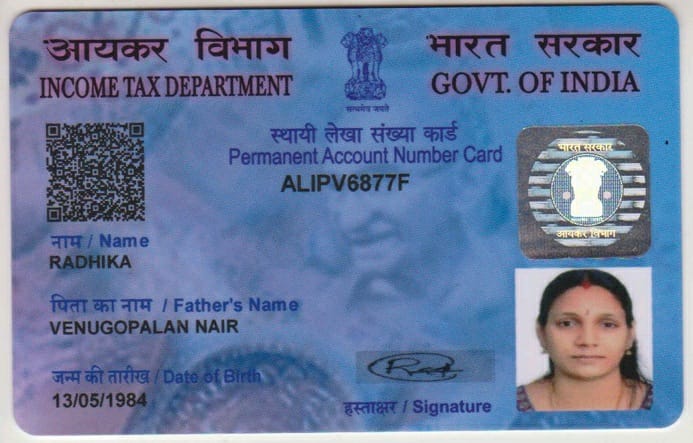 आयकर विभाग
INCOME TAX DEPARTMENT
सत्यमेव जयते
भारत सरकार
GOVT. OF INDIA
स्थायी लेखा संख्या कार्ड
Permanent Account Number Card
ALIPV6877F
भारत सरकार
आयकर विभाग
नाम / Name
RADHIKA
पिता का नाम / Father's Name
VENUGOPALAN NAIR
जन्म की तारीख / Date of Birth
13/05/1984
हस्ताक्षर / Signature